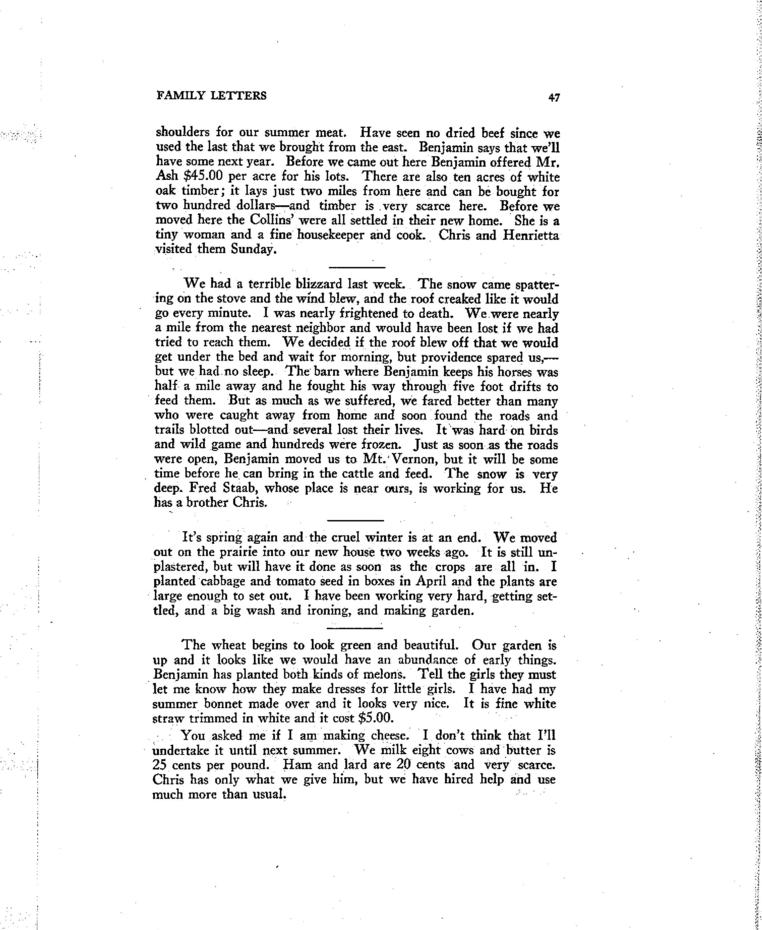 FAMILY LETTERS 47
shoulders for our summer meat. Have seen no dried beef since we
used the last that we brought from the east. Benjamin says that we'll
have some next year. Before we came out here Benjamin offered Mr.
Ash $45.00 per acre for his lots. There are also ten acres of white
oak timber; it lays just two miles from here and can be bought for
two hundred dollars—and timber is very scarce here. Before we
moved here the Collins' were all settled in their new home. She is a
tiny woman and a fine housekeeper and cook. Chris and Henrietta
visited them Sunday.
We had a terrible blizzard last week. The snow came spatter-
ing on the stove and the wind blew, and the roof creaked like it would
go every minute. I was nearly frightened to death. We were nearly
a mile from the nearest neighbor and would have been lost if we had
tried to reach them. We decided if the roof blew off that we would
get under the bed and wait for morning, but providence spared us,—
but we had no sleep. The barn where Benjamin keeps his horses was
half a mile away and he fought his way through five foot drifts to
feed them. But as much as we suffered, we fared better than many
who were caught away from home and soon found the roads and
trails blotted out—and several lost their lives. It was hard on birds
and wild game and hundreds were frozen. Just as soon as the roads
were open, Benjamin moved us to Mt. Vernon, but it will be some
time before he can bring in the cattle and feed. The snow is very
deep. Fred Staab, whose place is near ours, is working for us. He
has a brother Chris.
It's spring again and the cruel winter is at an end. We moved
out on the prairie into our new house two weeks ago. It is still un-
plastered, but will have it done as soon as the crops are all in. I
planted cabbage and tomato seed in boxes in April and the plants are
large enough to set out. I have been working very hard, getting set-
tled, and a big wash and ironing, and making garden.
The wheat begins to look green and beautiful. Our garden is
up and it looks like we would have an abundance of early things.
Benjamin has planted both kinds of melons. Tell the girls they must
let me know how they make dresses for little girls. I have had my
summer bonnet made over and it looks very nice. It is fine white
straw trimmed in white and it cost $5.00.
You asked me if I am making cheese. I don't think that I'll
undertake it until next summer. We milk eight cows and butter is
25 cents per pound. Ham and lard are 20 cents and very scarce.
Chris has only what we give him, but we have hired help and use
much more than usual.